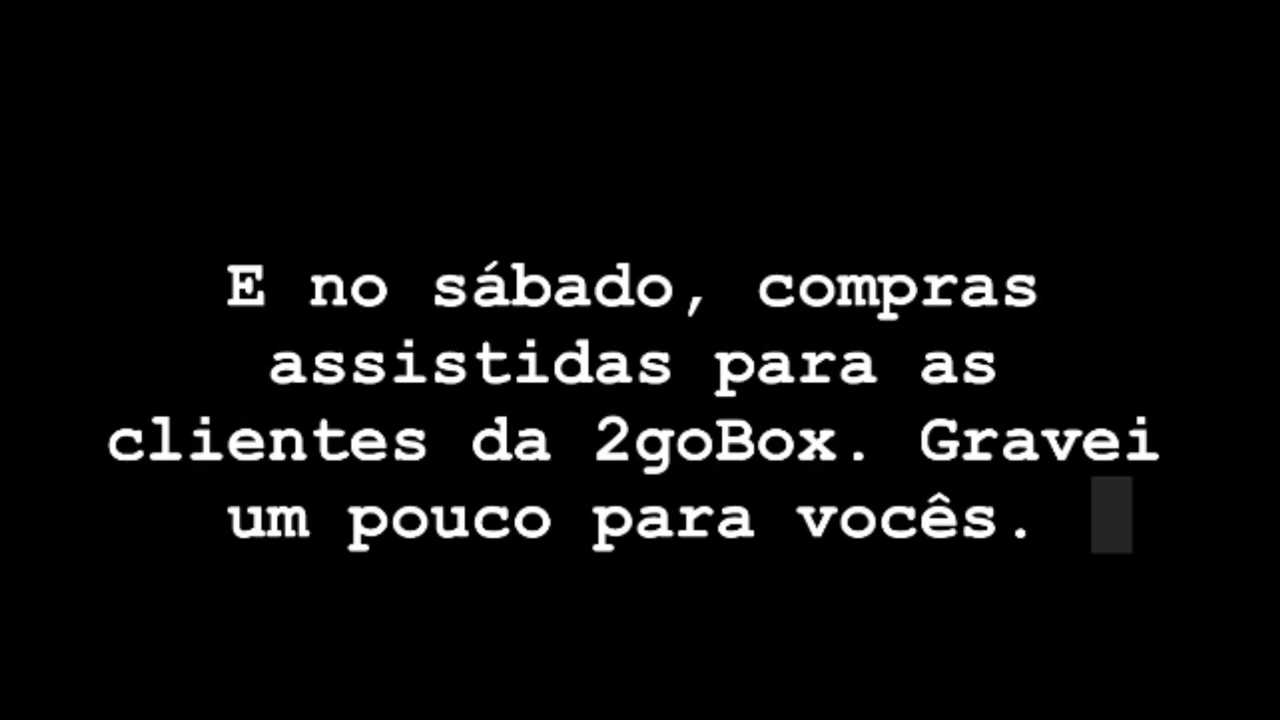 E no sábado, compras
assistidas para as
clientes da 2goBox. Gravei
um pouco para vocês.